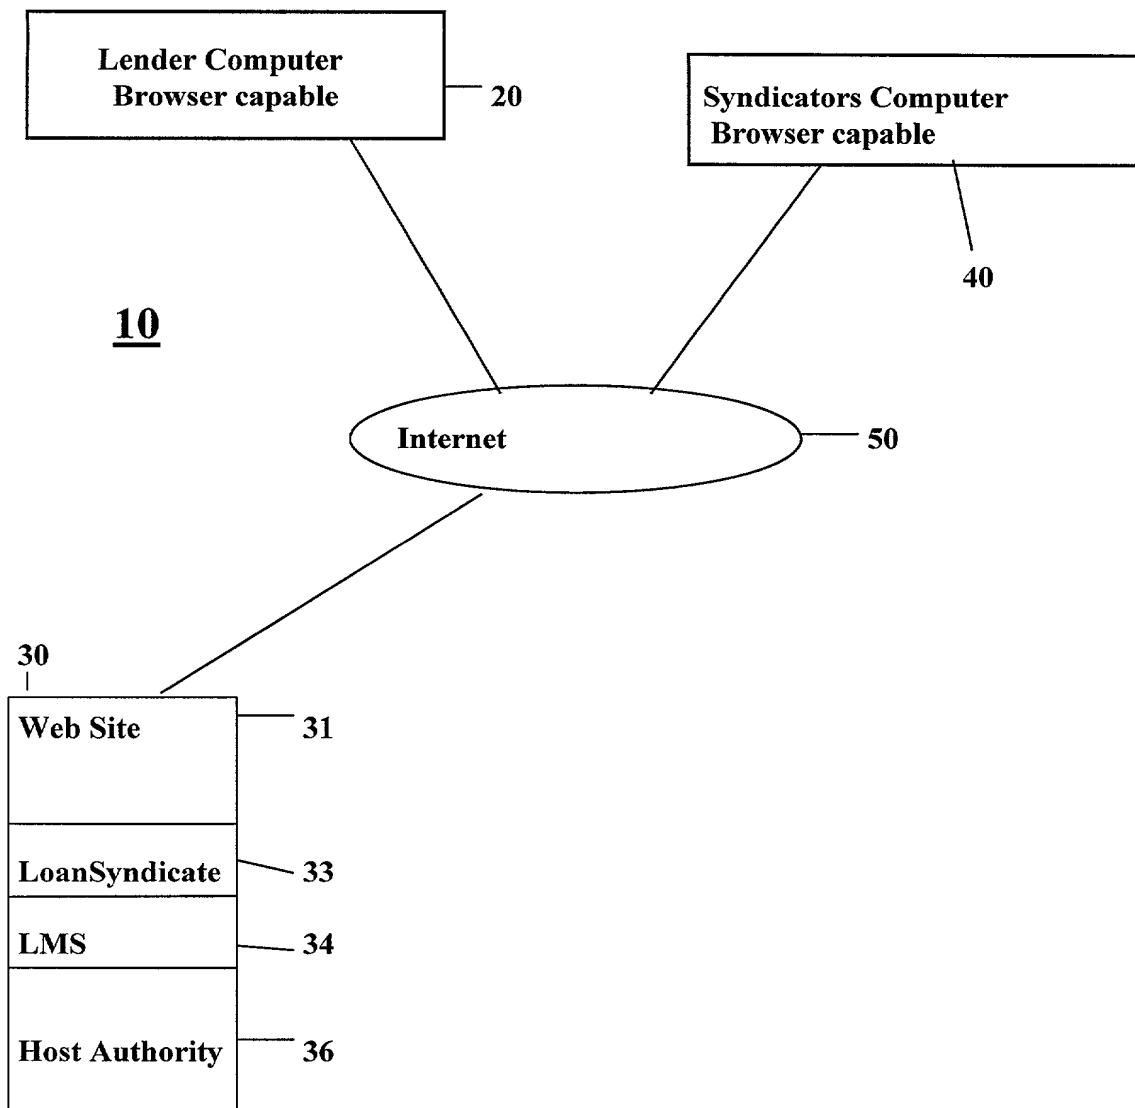 Lender Computer
Browser capable
20
Syndicators Computer
Browser capable
40
10
Internet
50
30
Web Site
31
LoanSyndicate
33
LMS
34
Host Authority
36